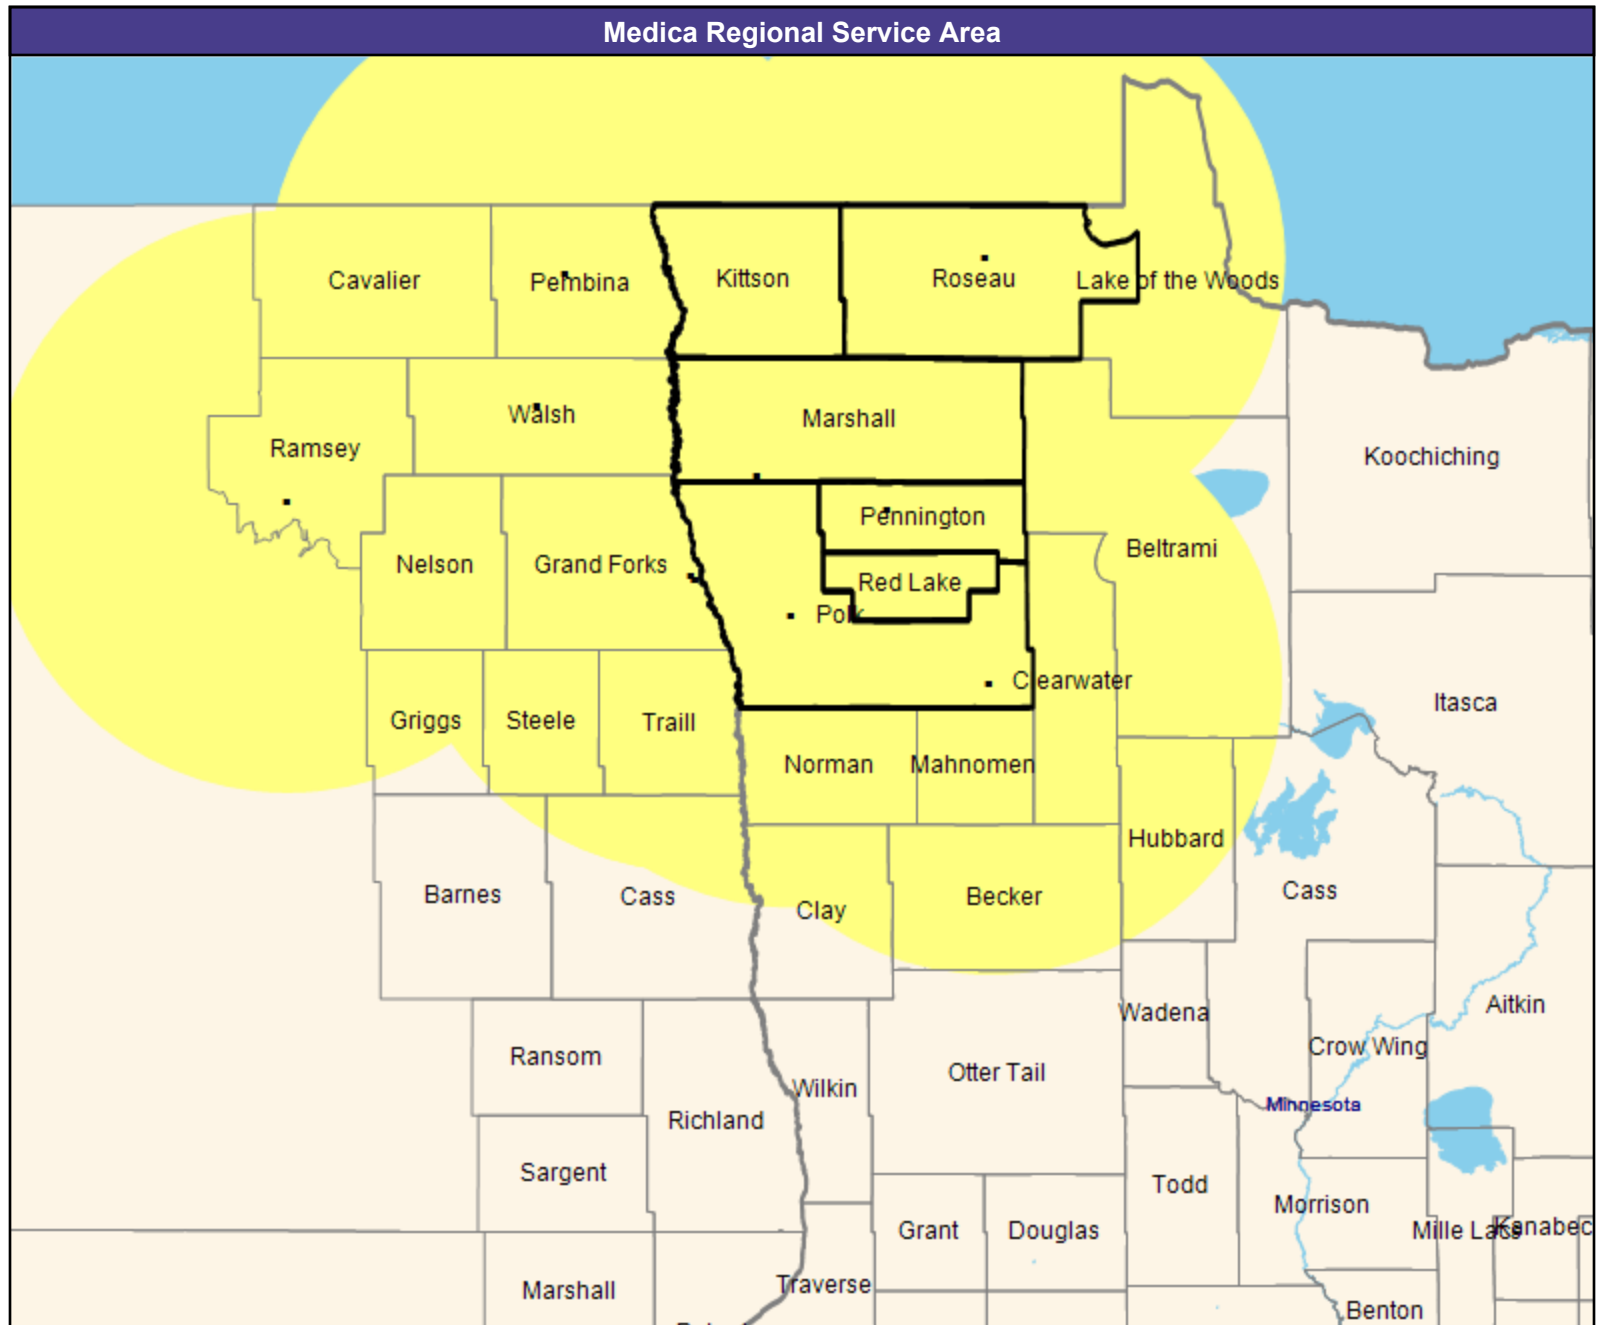 Medica Regional Service Area
Cavalier
Pembina
Kittson
Roseau
Lake of the Woods
Walsh
Marshall
Ramsey
Koochiching
Pennington
Beltrami
Nelson
Grand Forks
Red Lake
Polk
Clearwater
Itasca
Griggs
Steele
Traill
Norman
Mahnomen
Hubbard
Barnes
Cass
Clay
Becker
Cass
Aitkin
Wadena
Crow Wing
Ransom
Otter Tail
Wilkin
Minnesota
Richland
Sargent
Todd
Morrison
Grant
Douglas
Mille Lacs
Kanabec
Marshall
Traverse
Benton